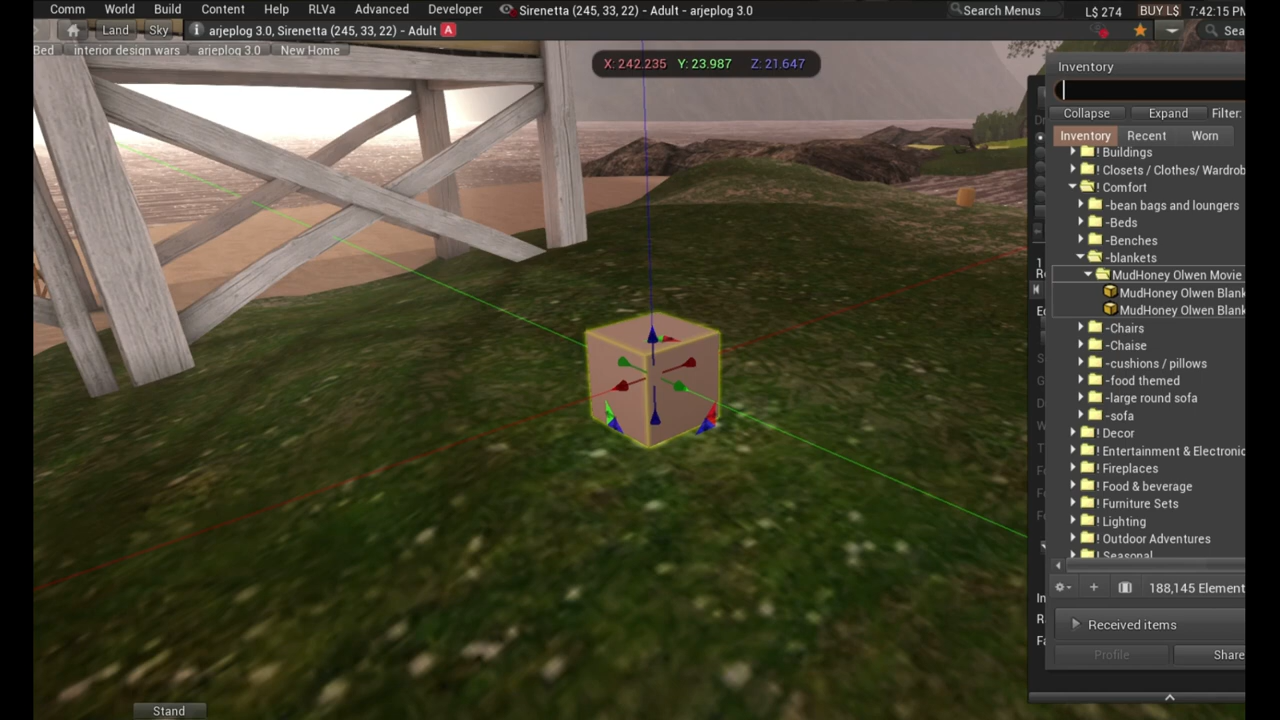 Comm World Build Content Help RLVa Advanced Developer Sirenetta (245, 33, 22) - Adult - arjeplog 3.0 Search Menus L$ 274 BUY L$ 7:42:15 PM
Land Sky arjeplog 3.0, Sirenetta (245, 33, 22) - Adult A Sea
Bed interior design wars arjeplog 3.0 New Home
X: 242.235 Y: 23.987 Z: 21.647
Inventory
Collapse Expand Filter:
Inventory Recent Worn
! Buildings
! Closets / Clothes/ Wardrob
! Comfort
-bean bags and loungers
-Beds
-Benches
-blankets
MudHoney Olwen Movie
MudHoney Olwen Blank
MudHoney Olwen Blank
-Chairs
-Chaise
-cushions / pillows
-food themed
-large round sofa
-sofa
! Decor
! Entertainment & Electronic
! Fireplaces
! Food & beverage
! Furniture Sets
! Lighting
! Outdoor Adventures
! Seasonal
188,145 Element
Received items
Profile Share
Stand